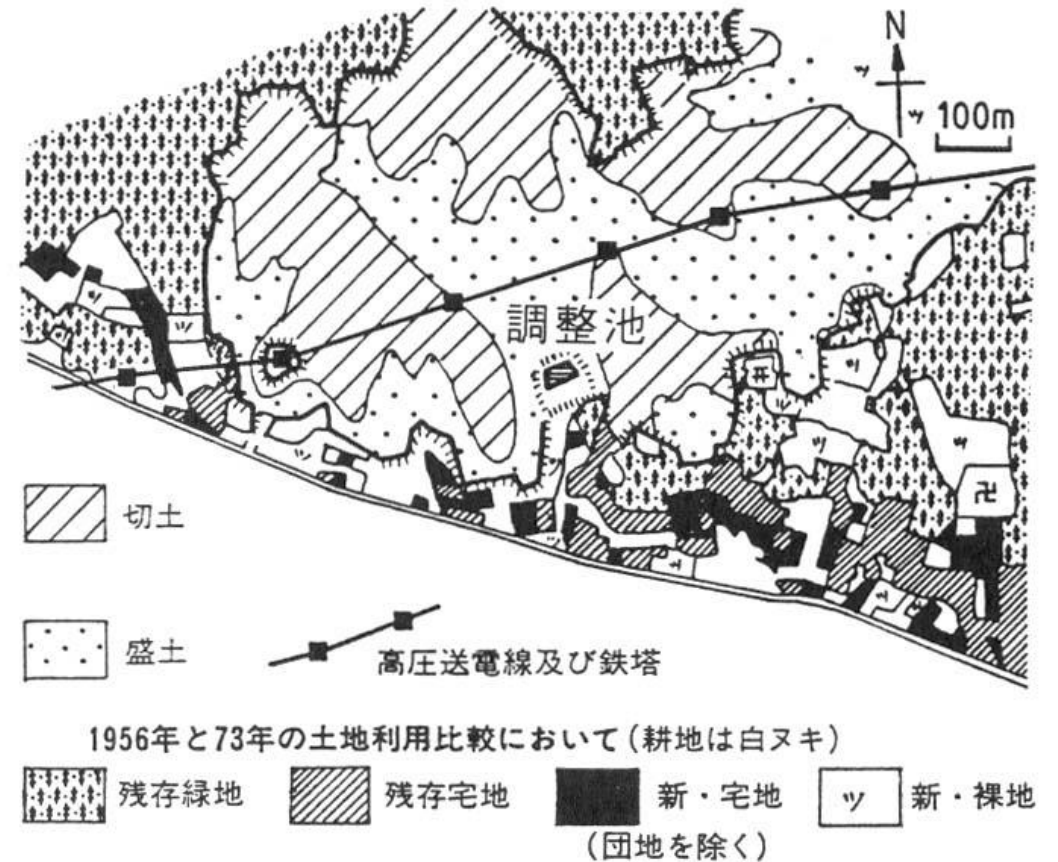 N
100m
調整池
切土
盛土
高圧送電線及び鉄塔
1956年と73年の土地利用比較において(耕地は白ヌキ)
残存緑地
残存宅地
新・宅地
(団地を除く)
ツ 新・裸地